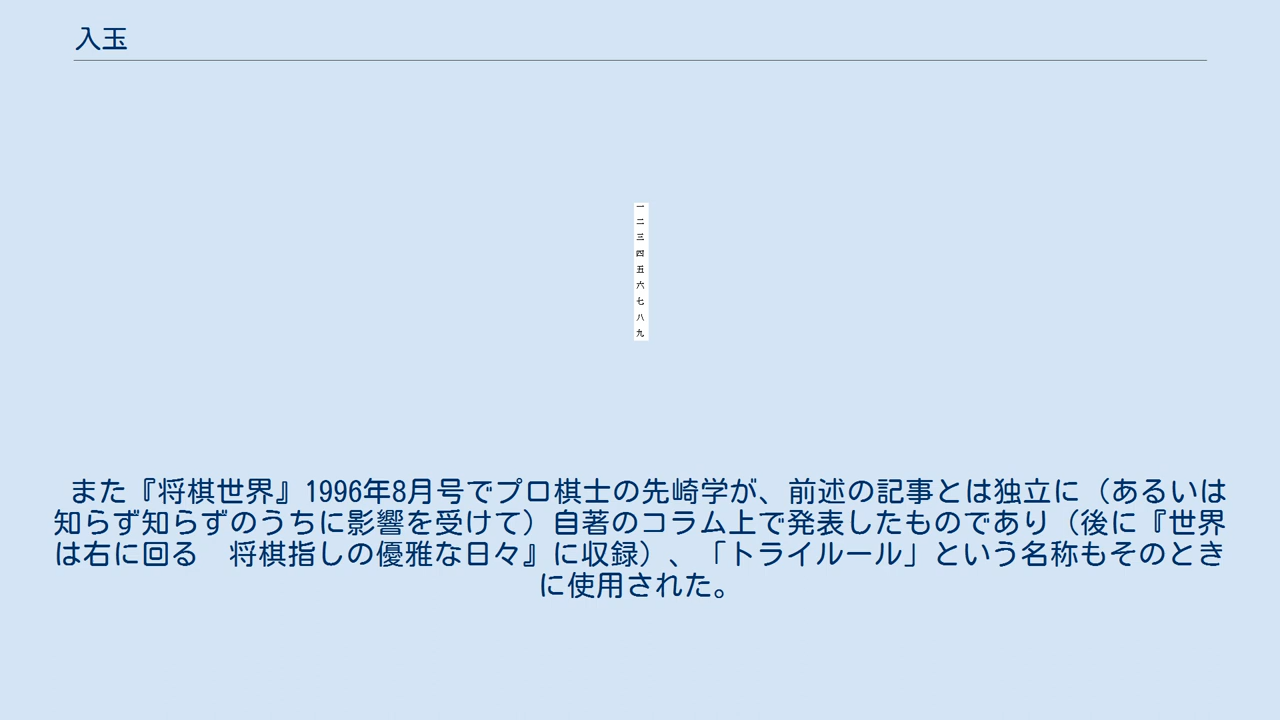 入玉
一
二
三
四
五
六
七
八
九
また『将棋世界』1996年8月号でプロ棋士の先崎学が、前述の記事とは独立に（あるいは
知らず知らずのうちに影響を受けて）自著のコラム上で発表したものであり（後に『世界
は右に回る　将棋指しの優雅な日々』に収録）、「トライルール」という名称もそのとき
に使用された。